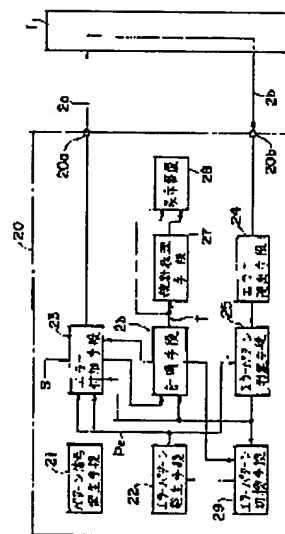 1
2a
2b
20
20a
20b
23
エラー
付加手段
S
21
パターン信号
発生手段
Pe
22
エラーパターン
発生手段
手段
T
27
統計処理
手段
28
24
エラー
検出手段
25
エラーパターン
手段
29
エラーパターン
切換手段